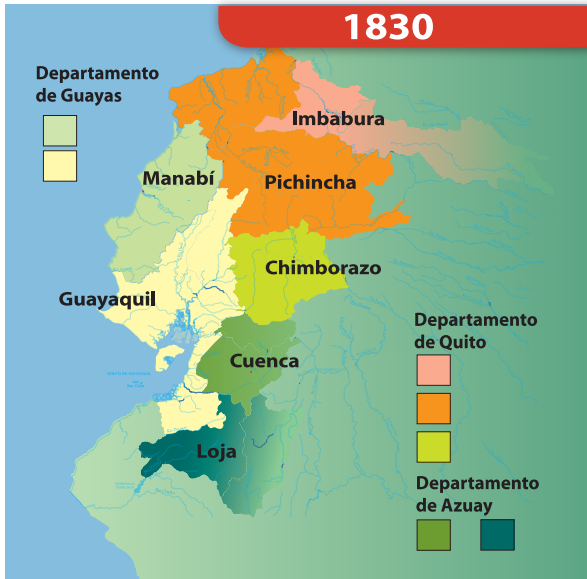 1830
Departamento
de Guayas
Imbabura
Manabí
Pichincha
Chimborazo
Guayaquil
Departamento
de Quito
Cuenca
Loja
Departamento
de Azuay